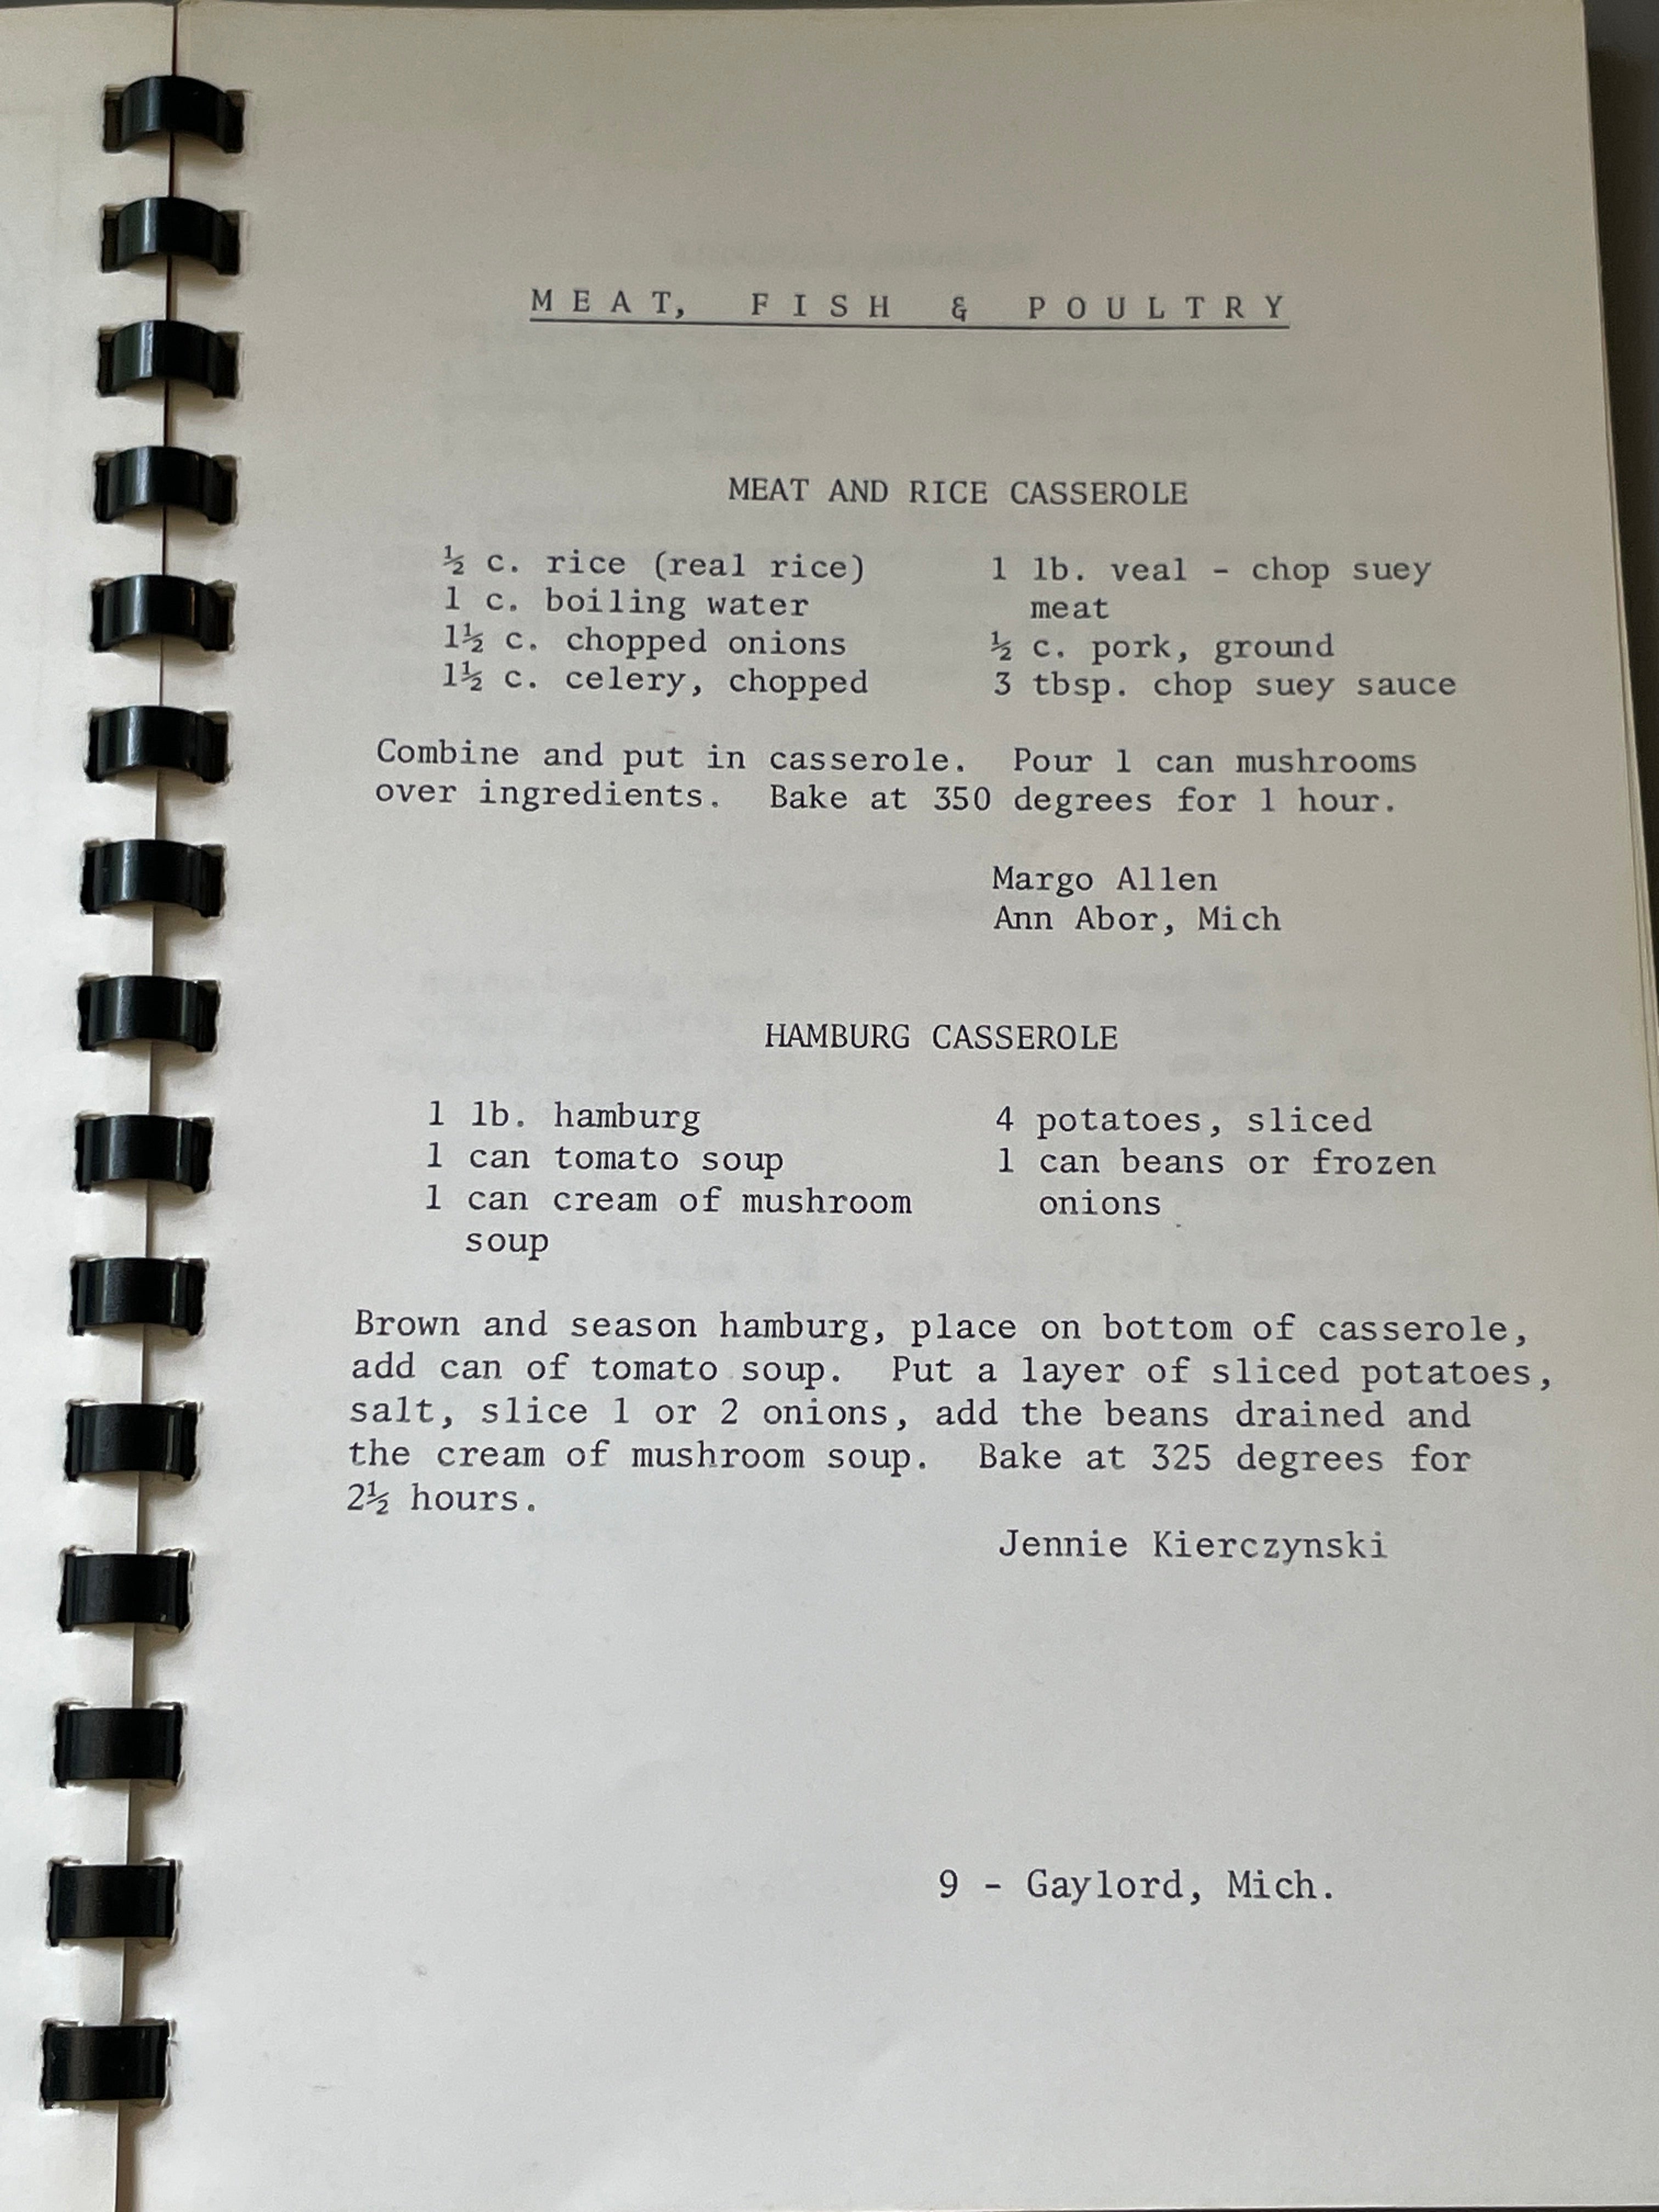 MEAT, FISH & POULTRY
MEAT AND RICE CASSEROLE
½ c. rice (real rice)
1 c. boiling water
1½ c. chopped onions
1½ c. celery, chopped
1 lb. veal - chop suey
meat
½ c. pork, ground
3 tbsp. chop suey sauce
Combine and put in casserole. Pour 1 can mushrooms
over ingredients. Bake at 350 degrees for 1 hour.
Margo Allen
Ann Abor, Mich
HAMBURG CASSEROLE
1 lb. hamburg
1 can tomato soup
1 can cream of mushroom
soup
4 potatoes, sliced
1 can beans or frozen
onions
Brown and season hamburg, place on bottom of casserole,
add can of tomato soup. Put a layer of sliced potatoes,
salt, slice 1 or 2 onions, add the beans drained and
the cream of mushroom soup. Bake at 325 degrees for
2½ hours.
Jennie Kierczynski
9 - Gaylord, Mich.